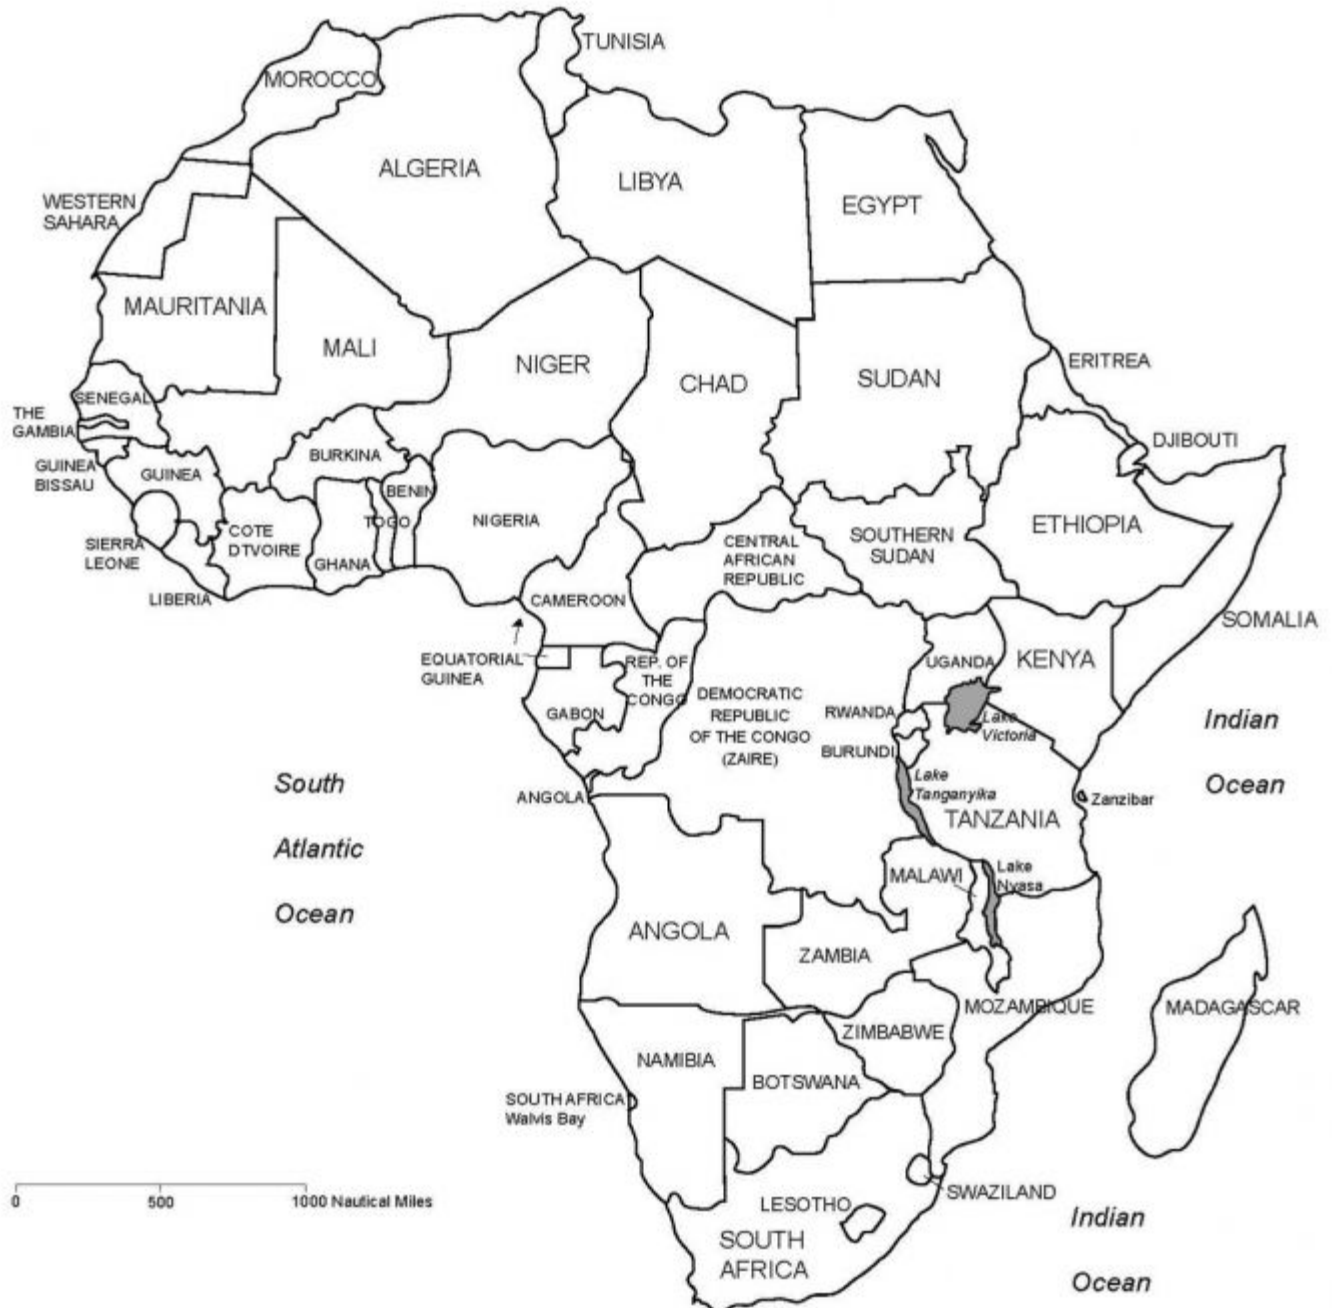 TUNISIA
MOROCCO
ALGERIA
LIBYA
EGYPT
WESTERN
SAHARA
MAURITANIA
MALI
NIGER
CHAD
SUDAN
ERITREA
SENEGAL
THE
GAMBIA
DJIBOUTI
GUINEA
BISSAU
GUINEA
BURKINA
BENIN
TOGO
NIGERIA
COTE
D'TVOIRE
GHANA
SIERRA
LEONE
LIBERIA
CENTRAL
AFRICAN
REPUBLIC
SOUTHERN
SUDAN
ETHIOPIA
CAMEROON
SOMALIA
EQUATORIAL
GUINEA
REP. OF
THE
CONGO
UGANDA
KENYA
GABON
DEMOCRATIC
REPUBLIC
OF THE CONGO
(ZAIRE)
RWANDA
BURUNDI
Lake
Victoria
Indian
Ocean
Lake
Tanganyika
Zanzibar
TANZANIA
South
Atlantic
Ocean
ANGOLA
MALAWI
Lake
Nyasa
ANGOLA
ZAMBIA
MOZAMBIQUE
MADAGASCAR
ZIMBABWE
NAMIBIA
BOTSWANA
SOUTH AFRICA
Walvis Bay
0 500 1000 Nautical Miles
SWAZILAND
LESOTHO
SOUTH
AFRICA
Indian
Ocean